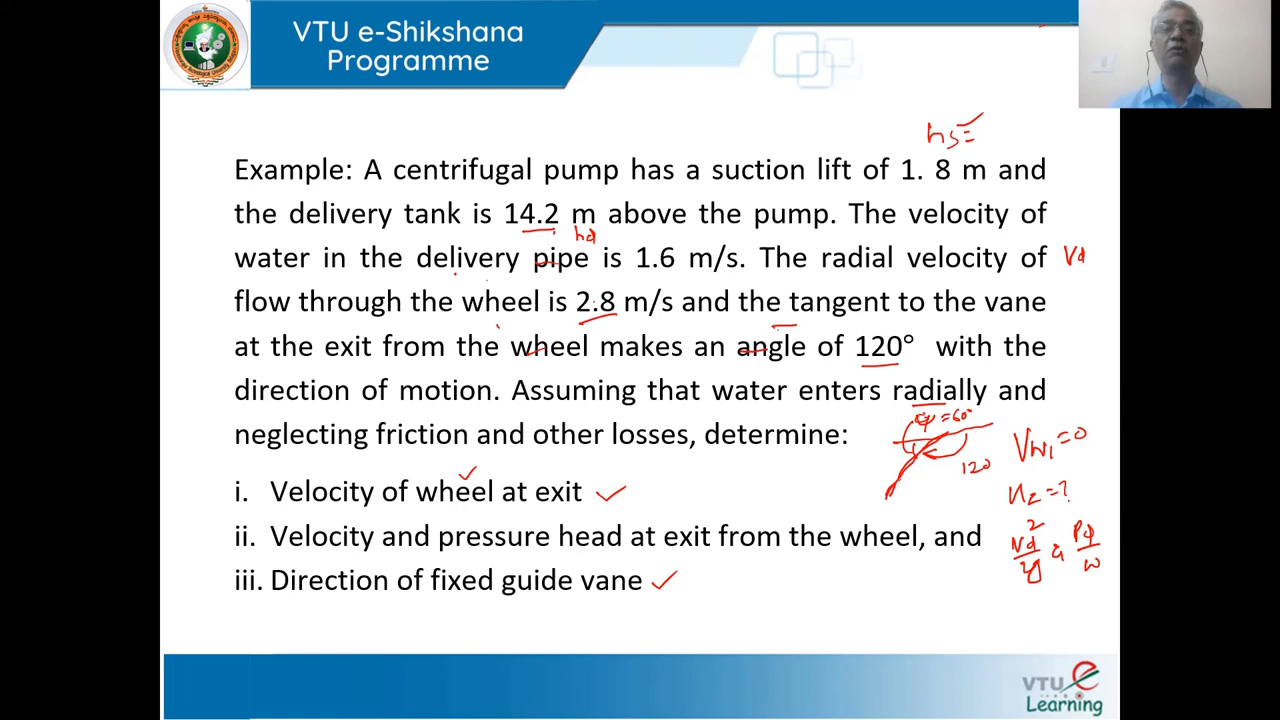 VTU e-Shikshana
Programme
hs =
Example: A centrifugal pump has a suction lift of 1. 8 m and
the delivery tank is 14.2 m above the pump. The velocity of
hd
water in the delivery pipe is 1.6 m/s. The radial velocity of Vd
flow through the wheel is 2.8 m/s and the tangent to the vane
at the exit from the wheel makes an angle of 120° with the
direction of motion. Assuming that water enters radially and
neglecting friction and other losses, determine:
φ = 60°
120
Vw1 = 0
i. Velocity of wheel at exit
u2 = ?
ii. Velocity and pressure head at exit from the wheel, and
iii. Direction of fixed guide vane
VTU e
Learning